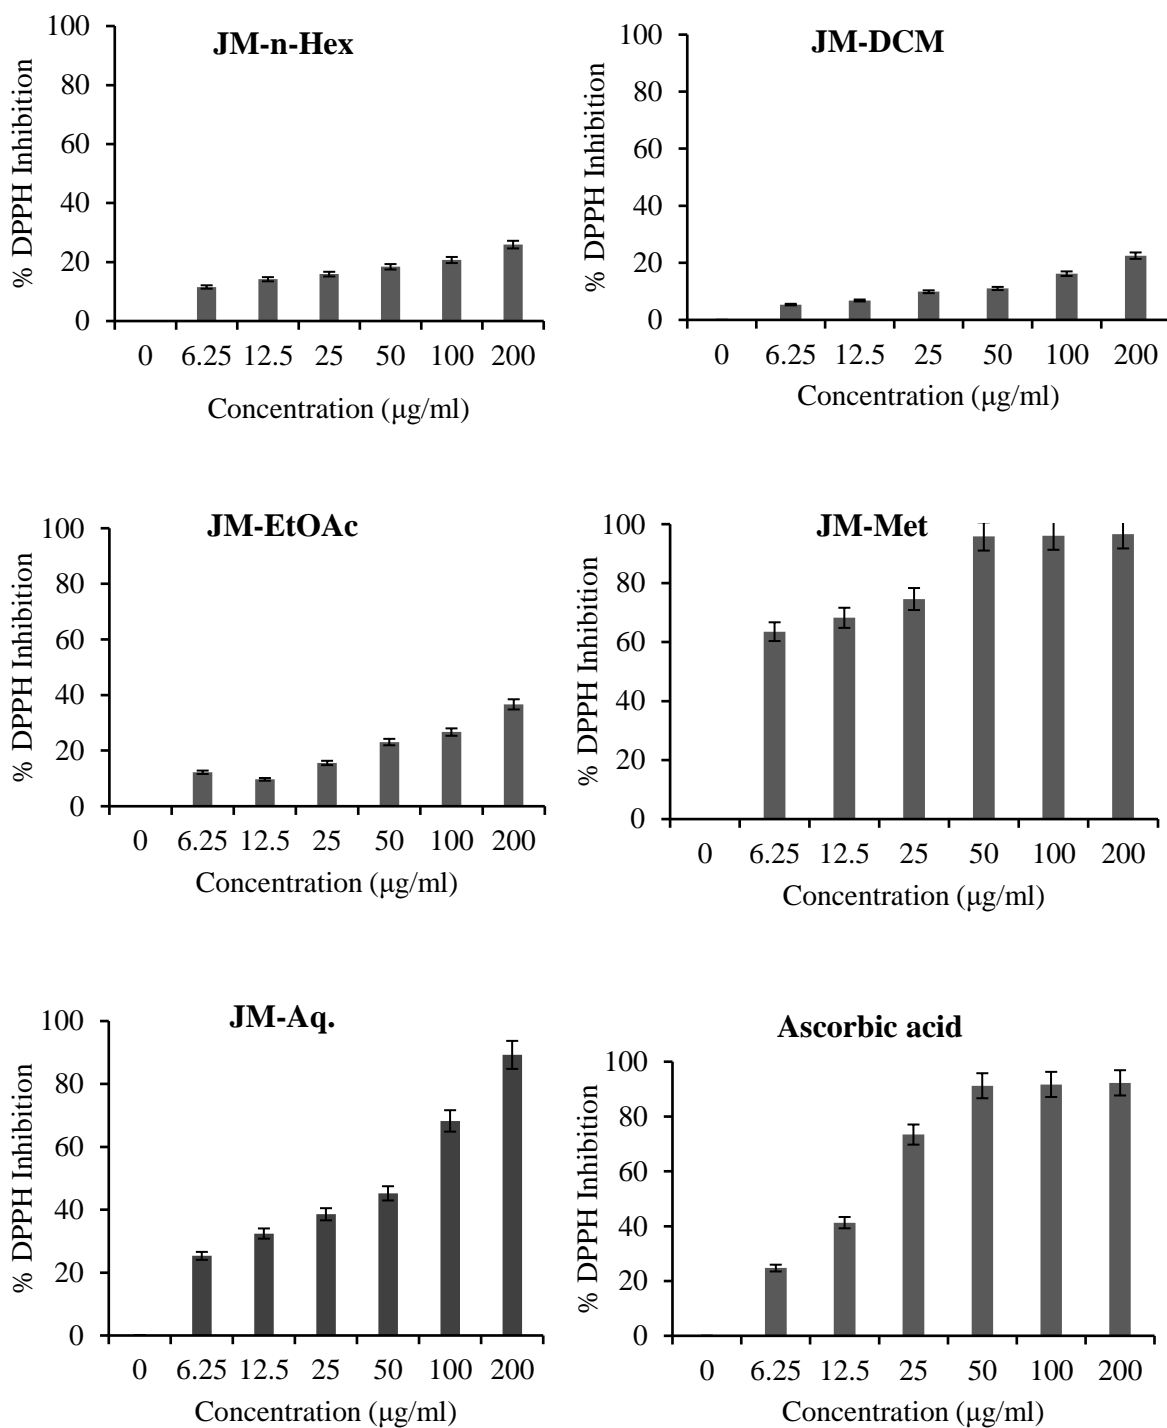 JM-n-Hex
% DPPH Inhibition
100
80
60
40
20
0
0 6.25 12.5 25 50 100 200
Concentration (μg/ml)
JM-DCM
% DPPH Inhibition
100
80
60
40
20
0
0 6.25 12.5 25 50 100 200
Concentration (μg/ml)
JM-EtOAc
% DPPH Inhibition
100
80
60
40
20
0
0 6.25 12.5 25 50 100 200
Concentration (μg/ml)
JM-Met
% DPPH Inhibition
100
80
60
40
20
0
0 6.25 12.5 25 50 100 200
Concentration (μg/ml)
JM-Aq.
% DPPH Inhibition
100
80
60
40
20
0
0 6.25 12.5 25 50 100 200
Concentration (μg/ml)
Ascorbic acid
% DPPH Inhibition
100
80
60
40
20
0
0 6.25 12.5 25 50 100 200
Concentration (μg/ml)